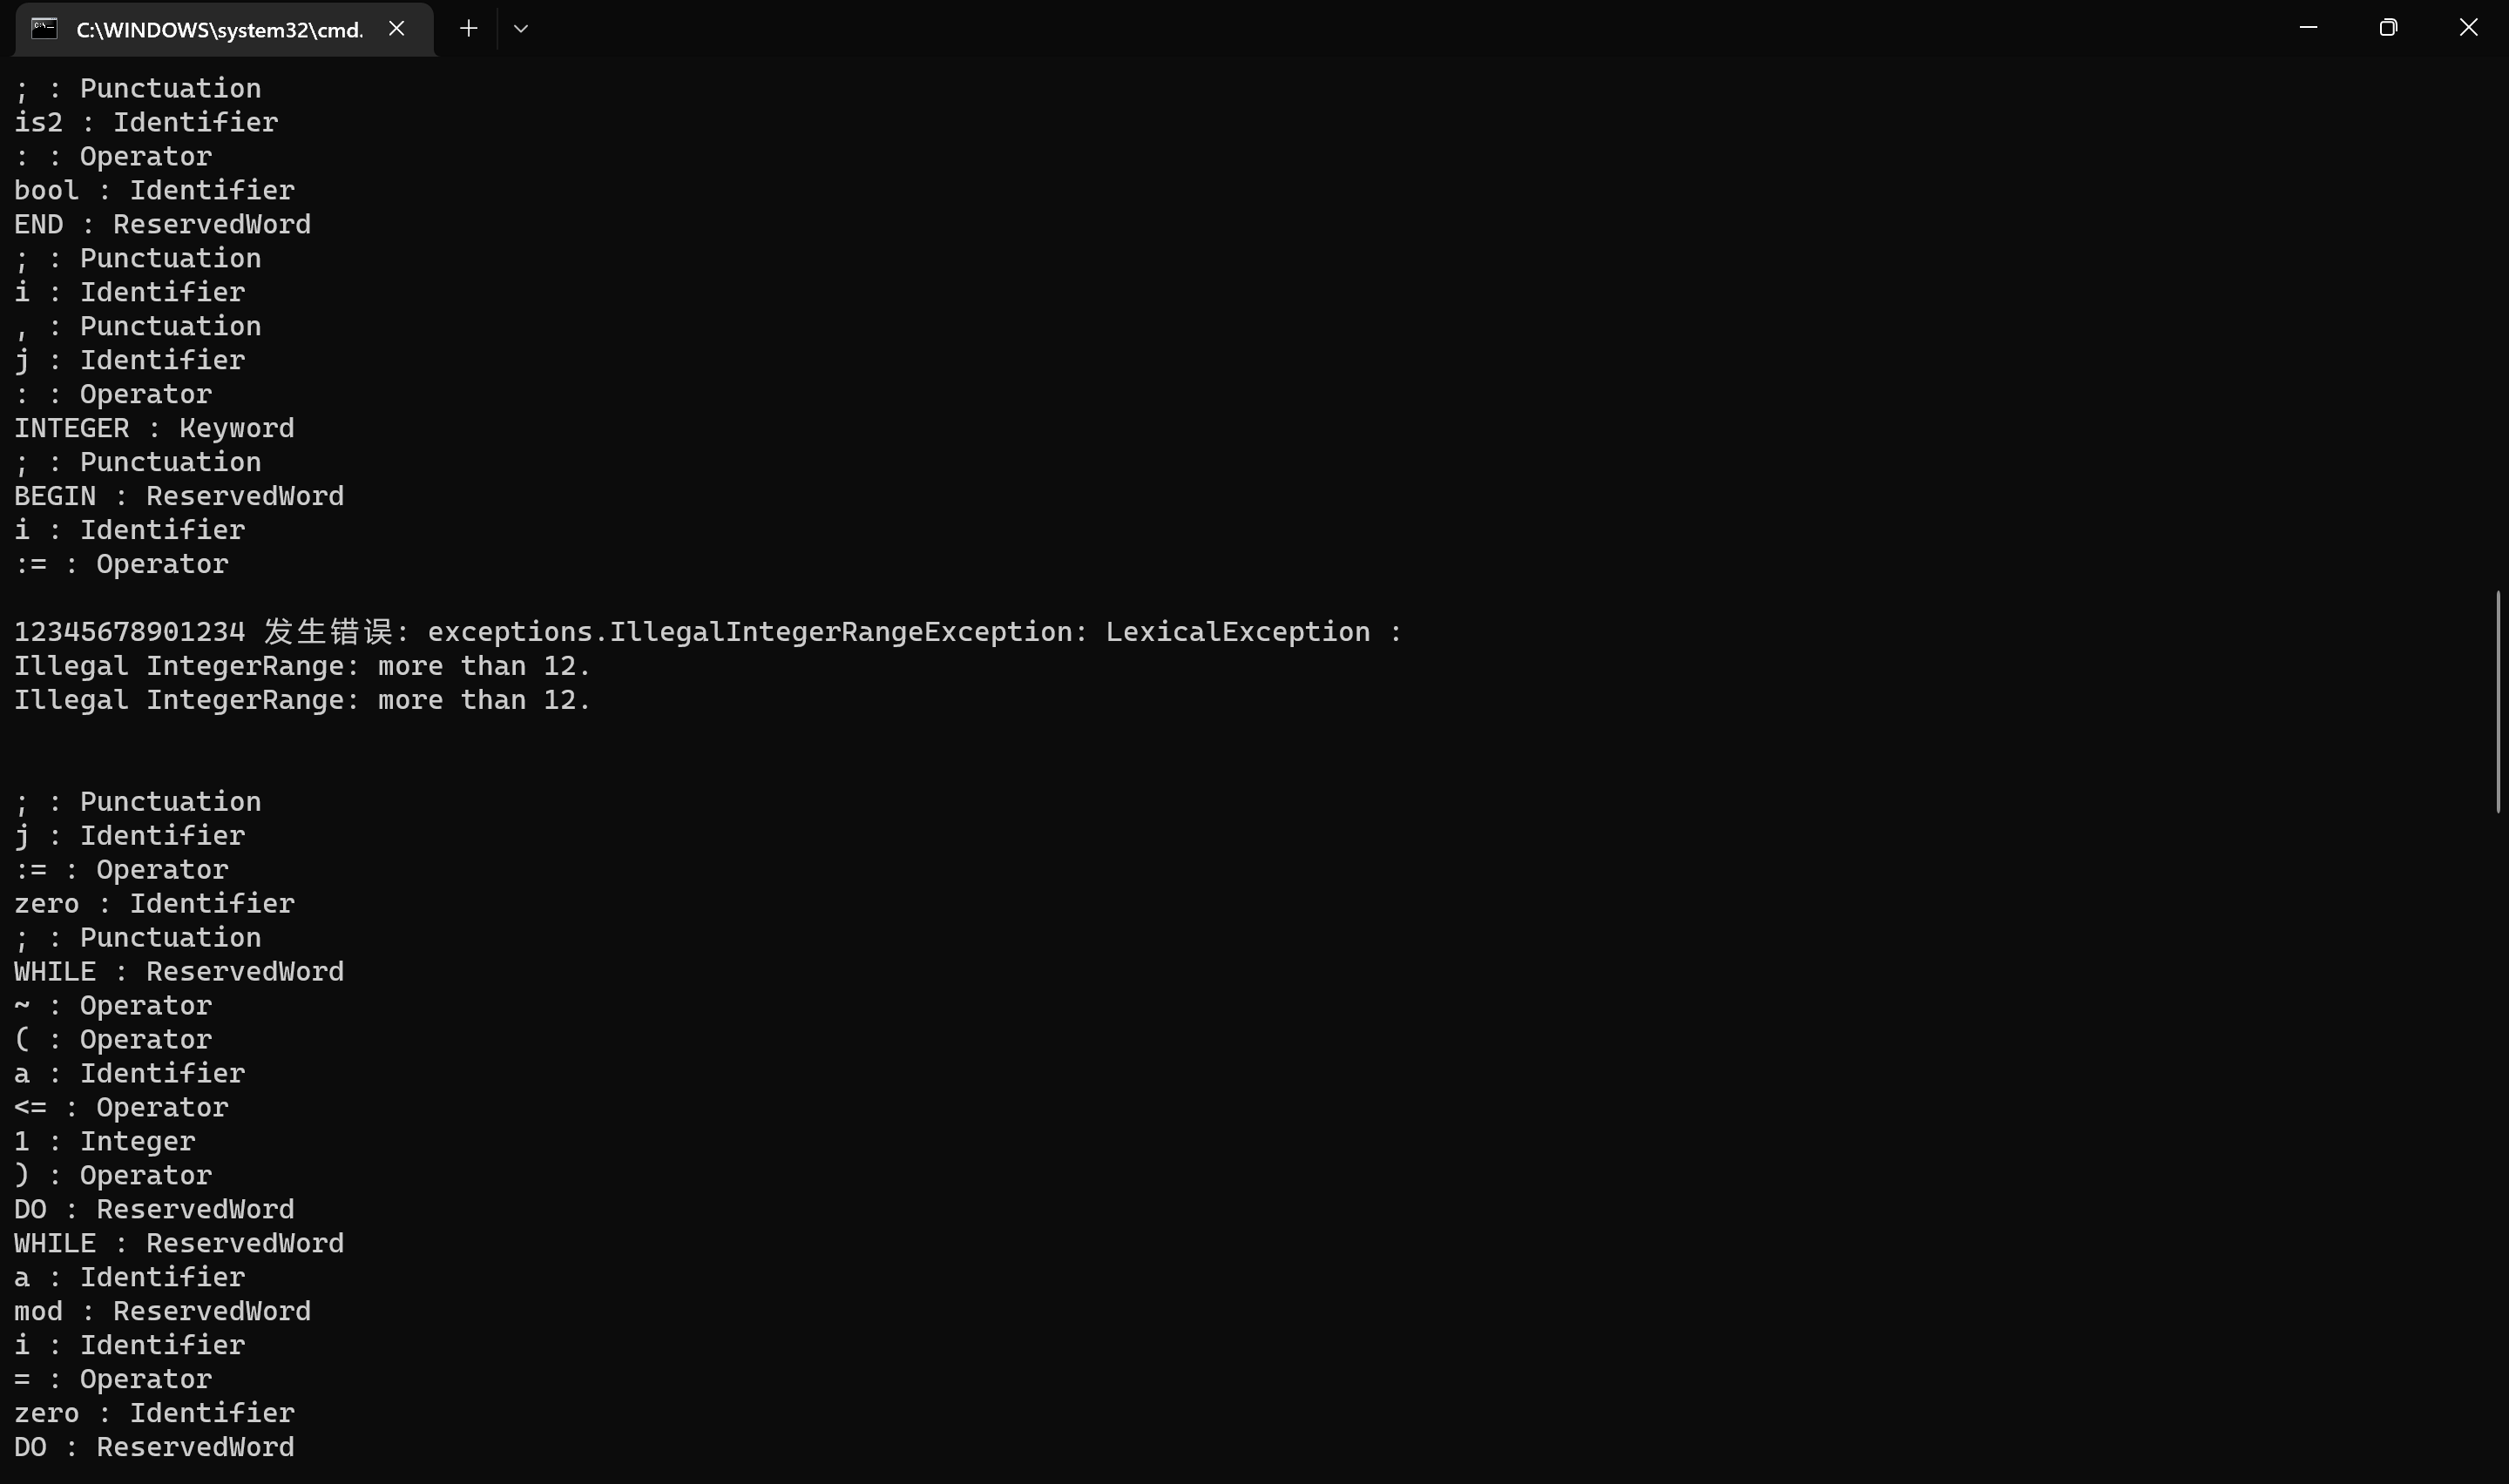 C:\WINDOWS\system32\cmd.
; : Punctuation
is2 : Identifier
: : Operator
bool : Identifier
END : ReservedWord
; : Punctuation
i : Identifier
, : Punctuation
j : Identifier
: : Operator
INTEGER : Keyword
; : Punctuation
BEGIN : ReservedWord
i : Identifier
:= : Operator
12345678901234 发生错误: exceptions.IllegalIntegerRangeException: LexicalException :
Illegal IntegerRange: more than 12.
Illegal IntegerRange: more than 12.
; : Punctuation
j : Identifier
:= : Operator
zero : Identifier
; : Punctuation
WHILE : ReservedWord
~ : Operator
( : Operator
a : Identifier
<= : Operator
1 : Integer
) : Operator
DO : ReservedWord
WHILE : ReservedWord
a : Identifier
mod : ReservedWord
i : Identifier
= : Operator
zero : Identifier
DO : ReservedWord